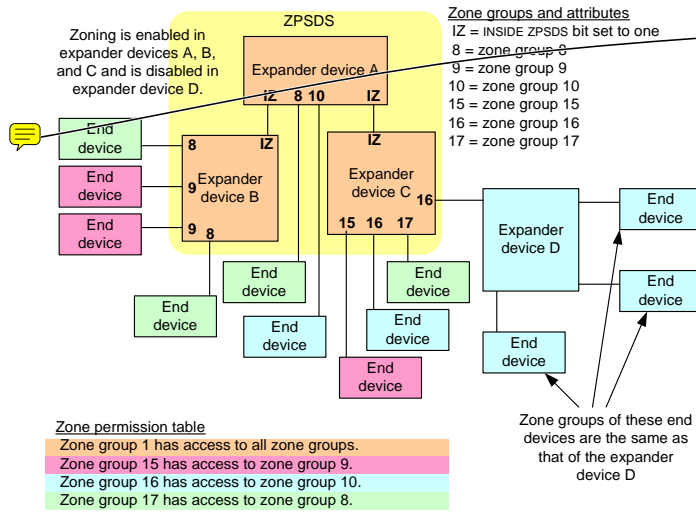 ZPSDS
Zoning is enabled in
expander devices A, B,
and C and is disabled in
expander device D.
Zone groups and attributes
IZ = INSIDE ZPSDS bit set to one
8 = zone group 8
9 = zone group 9
10 = zone group 10
15 = zone group 15
16 = zone group 16
17 = zone group 17
Expander device A
IZ 8 10 IZ
End
device
8
IZ
IZ
End
device
9
Expander
device B
Expander
device C
16
End
device
9
8
15 16 17
Expander
device D
End
device
End
device
End
device
End
device
End
device
End
device
End
device
End
device
End
device
Zone groups of these end
devices are the same as
that of the expander
device D
Zone permission table
Zone group 1 has access to all zone groups.
Zone group 15 has access to zone group 9.
Zone group 16 has access to zone group 10.
Zone group 17 has access to zone group 8.